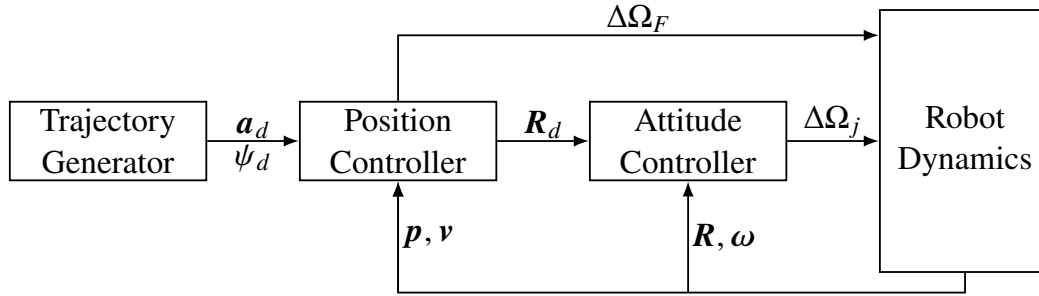 ΔΩ_F
Trajectory
Generator
a_d
ψ_d
Position
Controller
R_d
Attitude
Controller
ΔΩ_j
Robot
Dynamics
p, v
R, ω